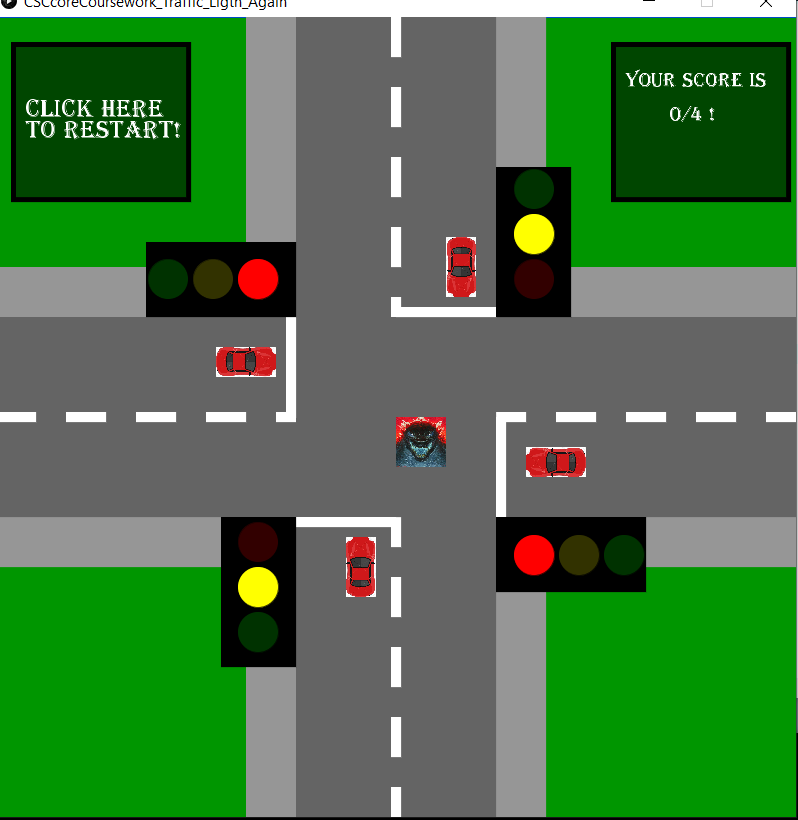 CSCcoreCoursework_Traffic_Ligth_Again
CLICK HERE
TO RESTART!
YOUR SCORE IS
0/4 !